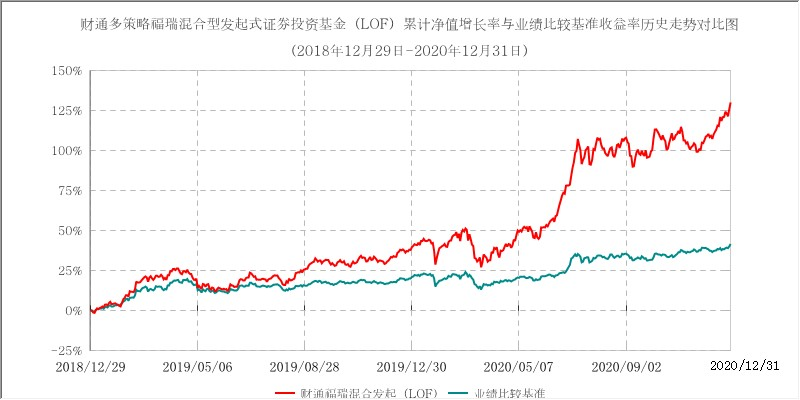 财通多策略福瑞混合型发起式证券投资基金（LOF）累计净值增长率与业绩比较基准收益率历史走势对比图
(2018年12月29日-2020年12月31日)
150%
125%
100%
75%
50%
25%
0%
-25%
2018/12/29 2019/05/06 2019/08/28 2019/12/30 2020/05/07 2020/09/02 2020/12/31
财通福瑞混合发起（LOF） 业绩比较基准